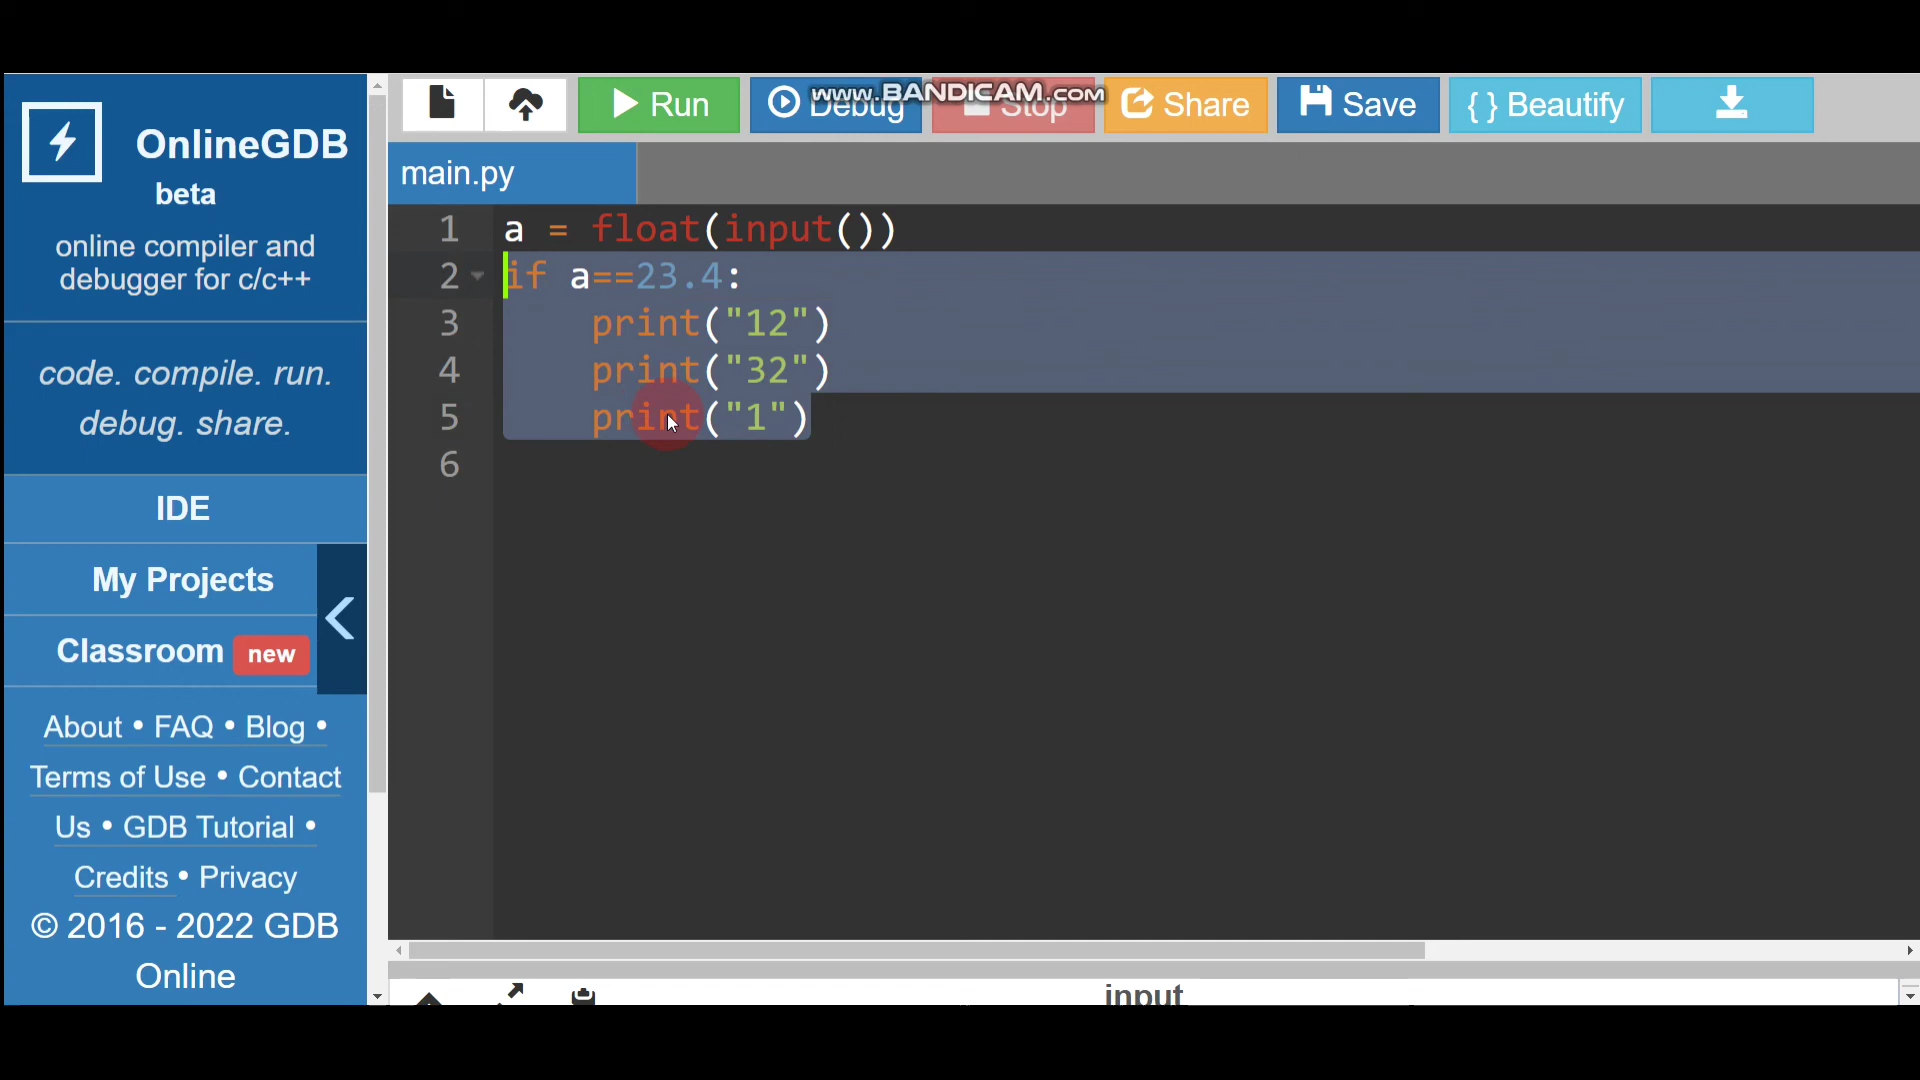 www.BANDICAM.com
Run
Debug
Stop
Share
Save
{ } Beautify
OnlineGDB
beta
online compiler and
debugger for c/c++
code. compile. run.
debug. share.
IDE
My Projects
Classroom new
About • FAQ • Blog •
Terms of Use • Contact
Us • GDB Tutorial •
Credits • Privacy
© 2016 - 2022 GDB
Online
main.py
1 a = float(input())
2 if a==23.4:
3     print("12")
4     print("32")
5     print("1")
6
input